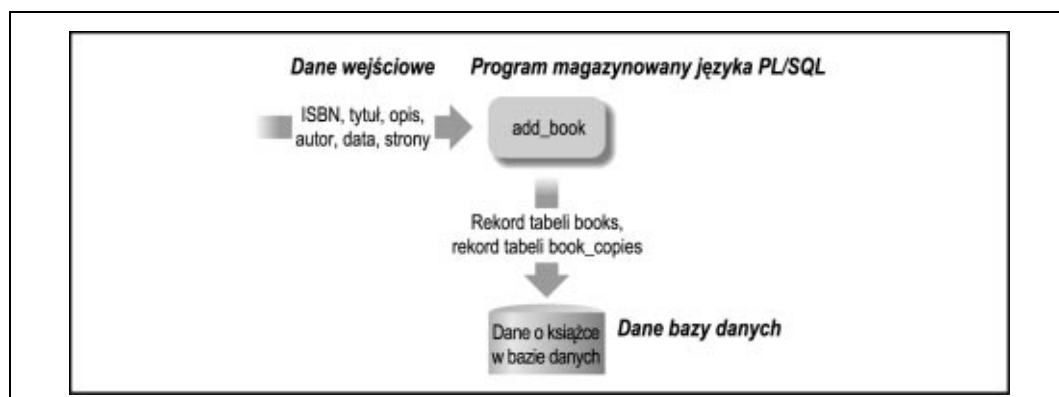 Dane wejściowe
Program magazynowany języka PL/SQL
ISBN, tytuł, opis,
autor, data, strony
add_book
Rekord tabeli books,
rekord tabeli book_copies
Dane o książce
w bazie danych
Dane bazy danych